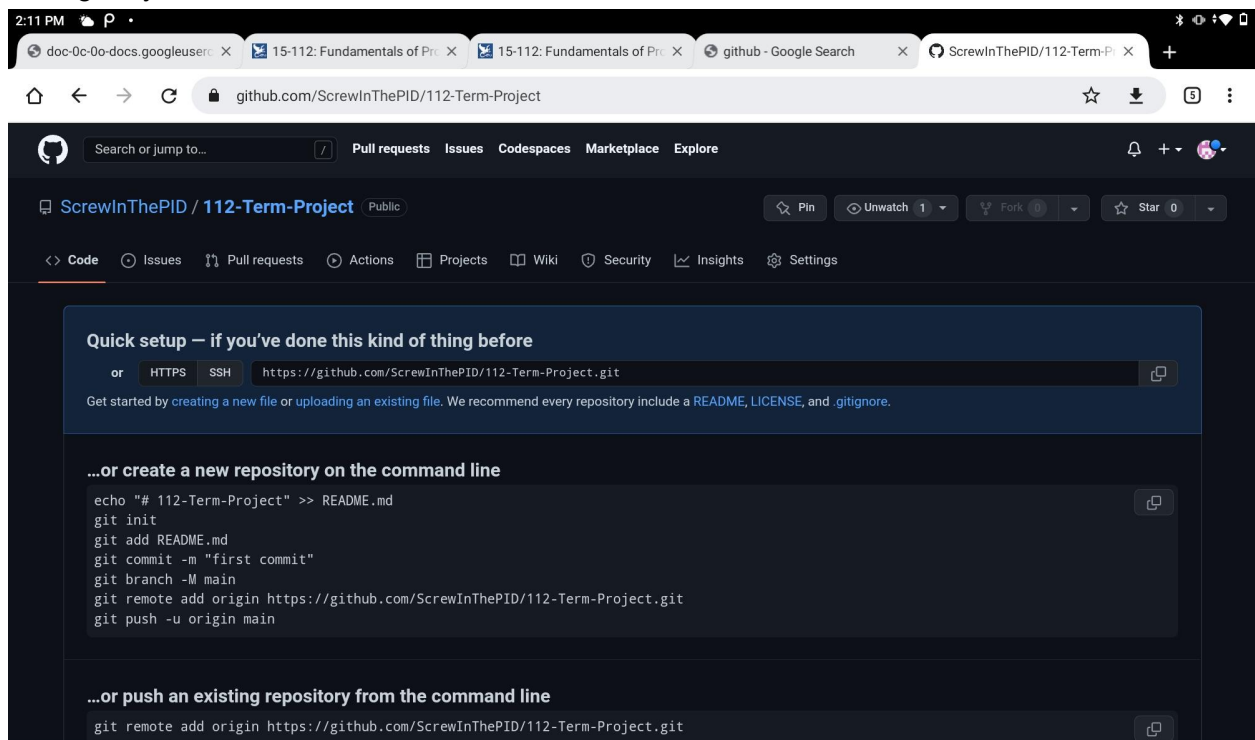 2:11 PM
doc-0c-0o-docs.googleuserc
15-112: Fundamentals of Pro
15-112: Fundamentals of Pro
github - Google Search
ScrewInThePID/112-Term-Pr
github.com/ScrewInThePID/112-Term-Project
5
Search or jump to...
/
Pull requests Issues Codespaces Marketplace Explore
ScrewInThePID / 112-Term-Project Public
Pin
Unwatch 1
Fork 0
Star 0
<> Code Issues Pull requests Actions Projects Wiki Security Insights Settings
Quick setup — if you've done this kind of thing before
or HTTPS SSH https://github.com/ScrewInThePID/112-Term-Project.git
Get started by creating a new file or uploading an existing file. We recommend every repository include a README, LICENSE, and .gitignore.
…or create a new repository on the command line
echo "# 112-Term-Project" >> README.md
git init
git add README.md
git commit -m "first commit"
git branch -M main
git remote add origin https://github.com/ScrewInThePID/112-Term-Project.git
git push -u origin main
…or push an existing repository from the command line
git remote add origin https://github.com/ScrewInThePID/112-Term-Project.git